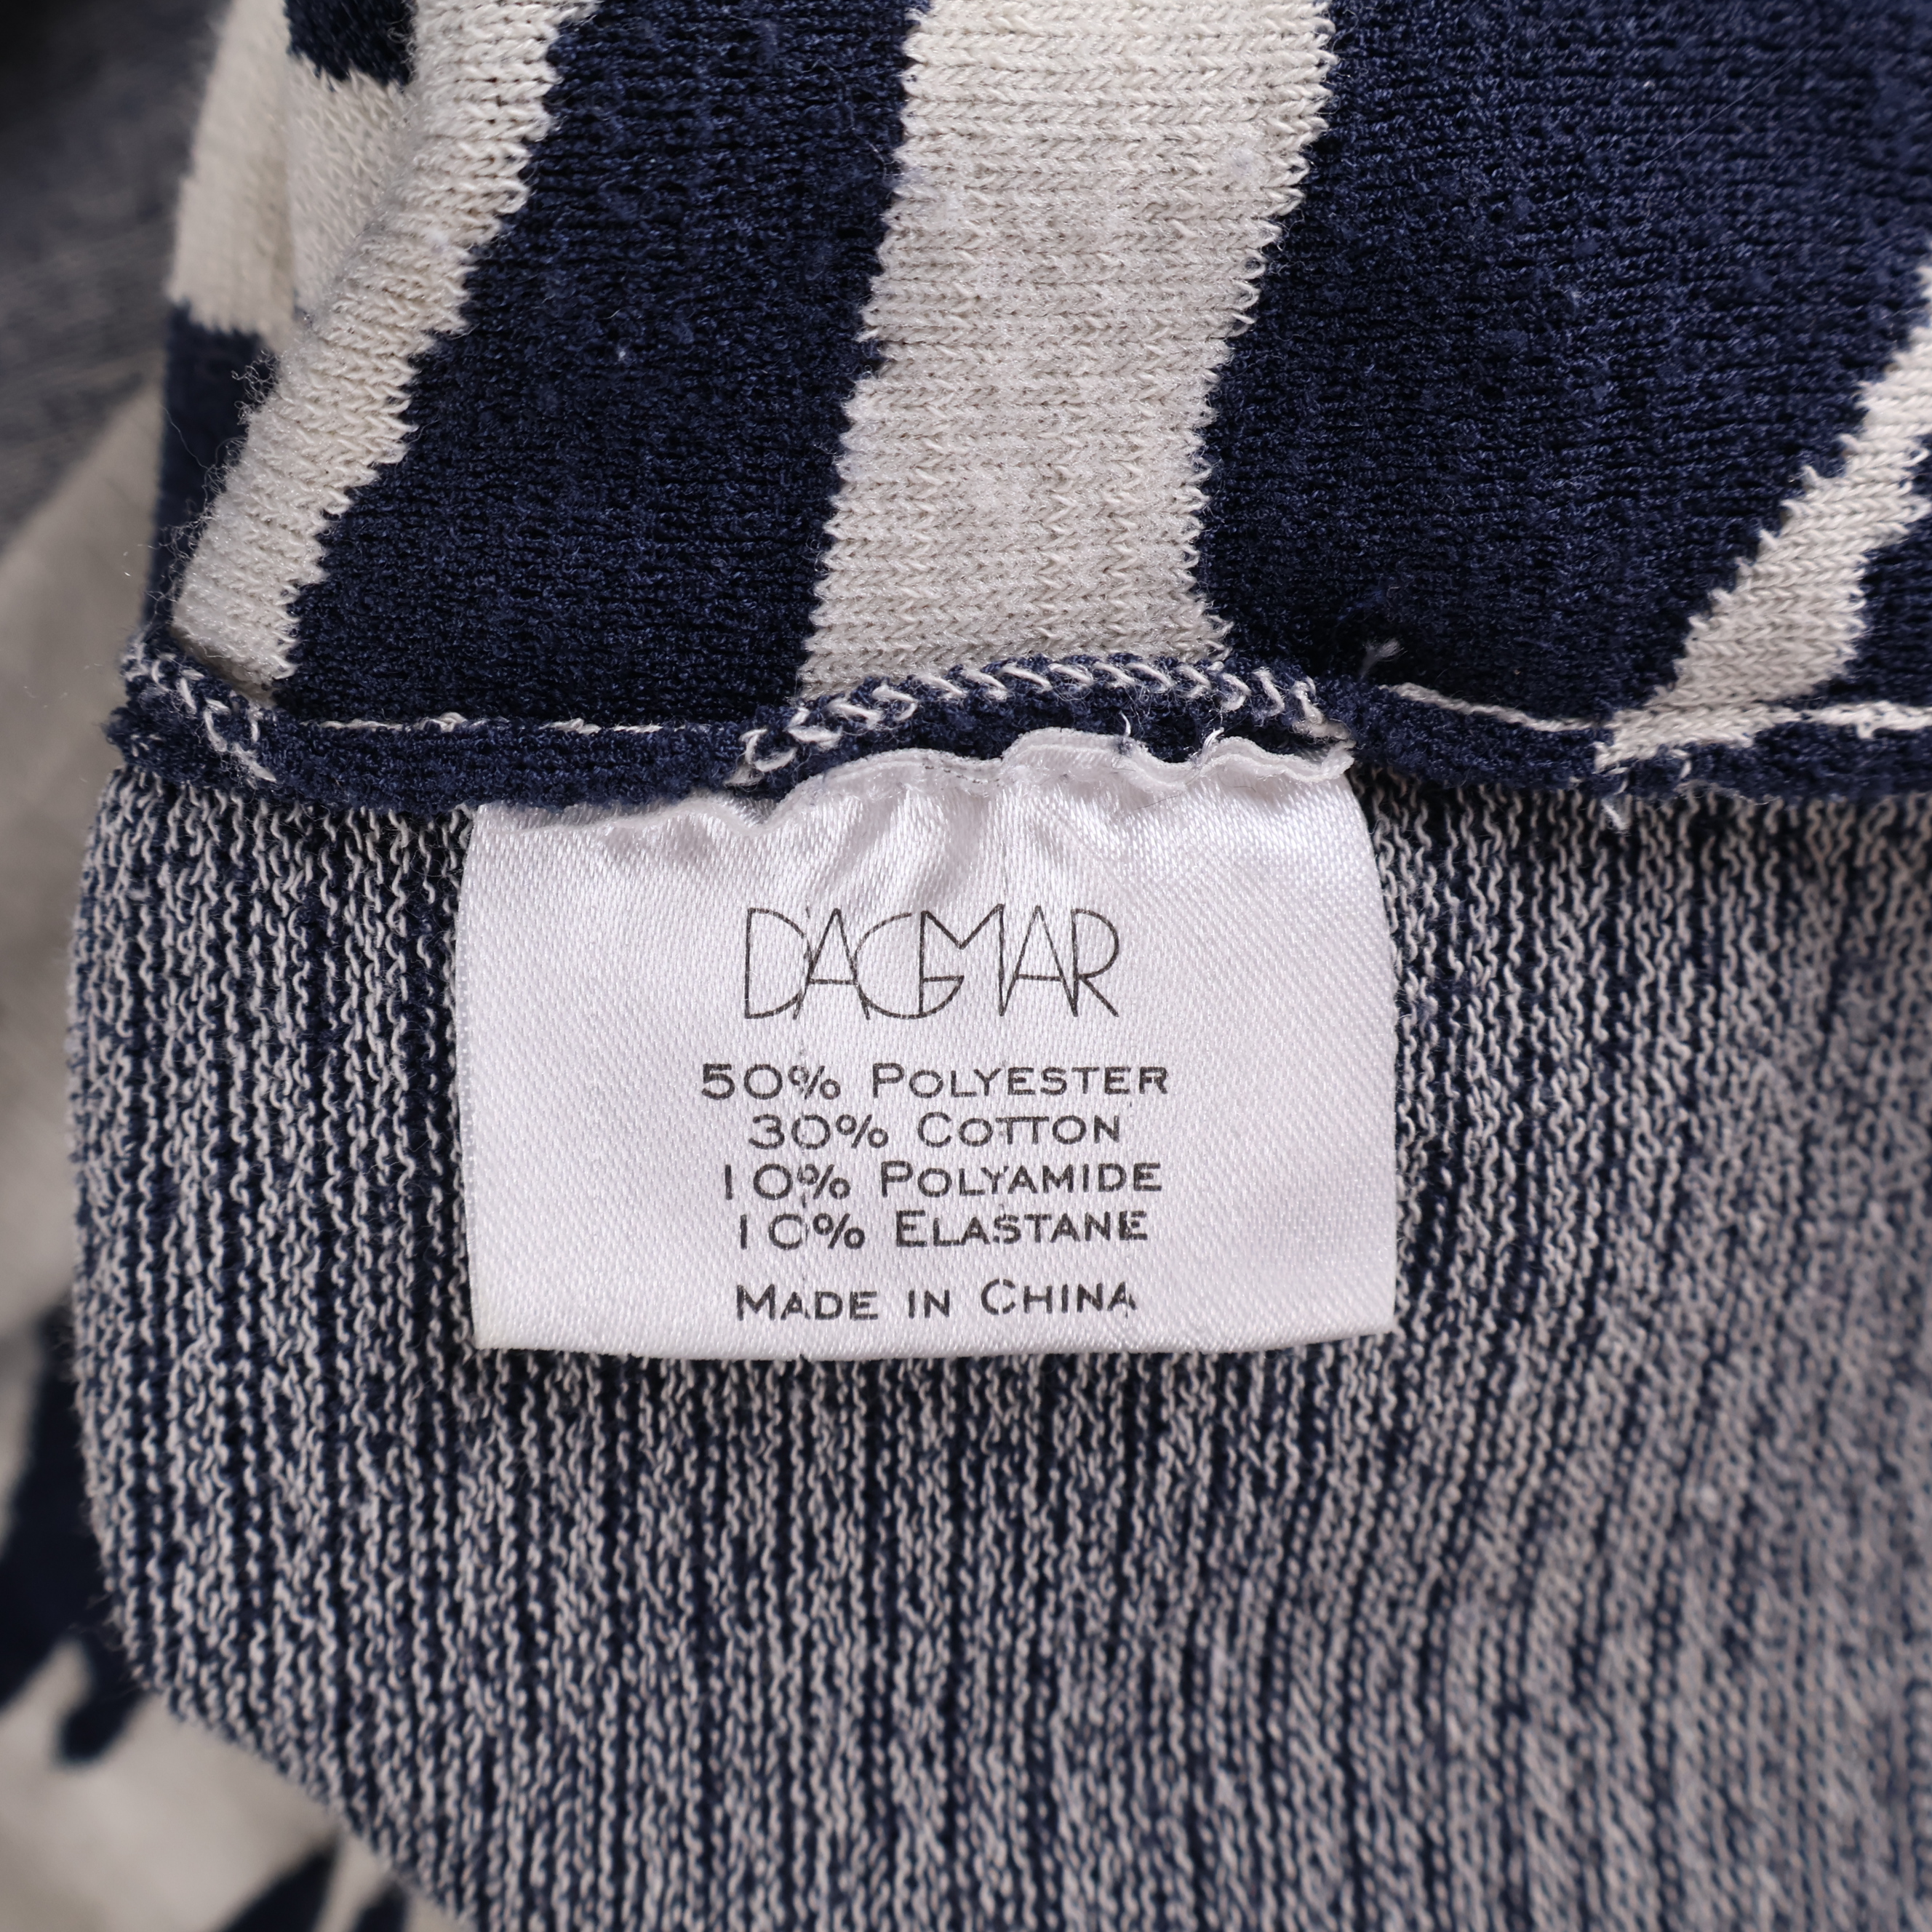 DAGMAR
50% POLYESTER
30% COTTON
10% POLYAMIDE
10% ELASTANE
MADE IN CHINA